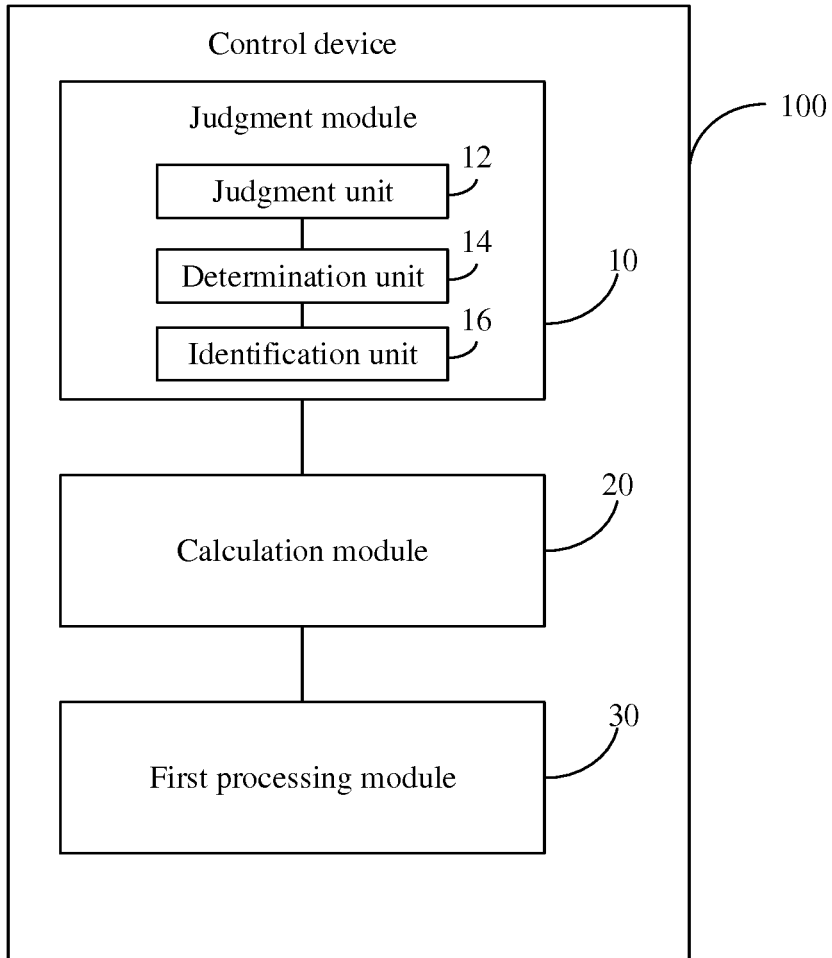 Control device
100
Judgment module
12
Judgment unit
14
Determination unit
10
16
Identification unit
20
Calculation module
30
First processing module